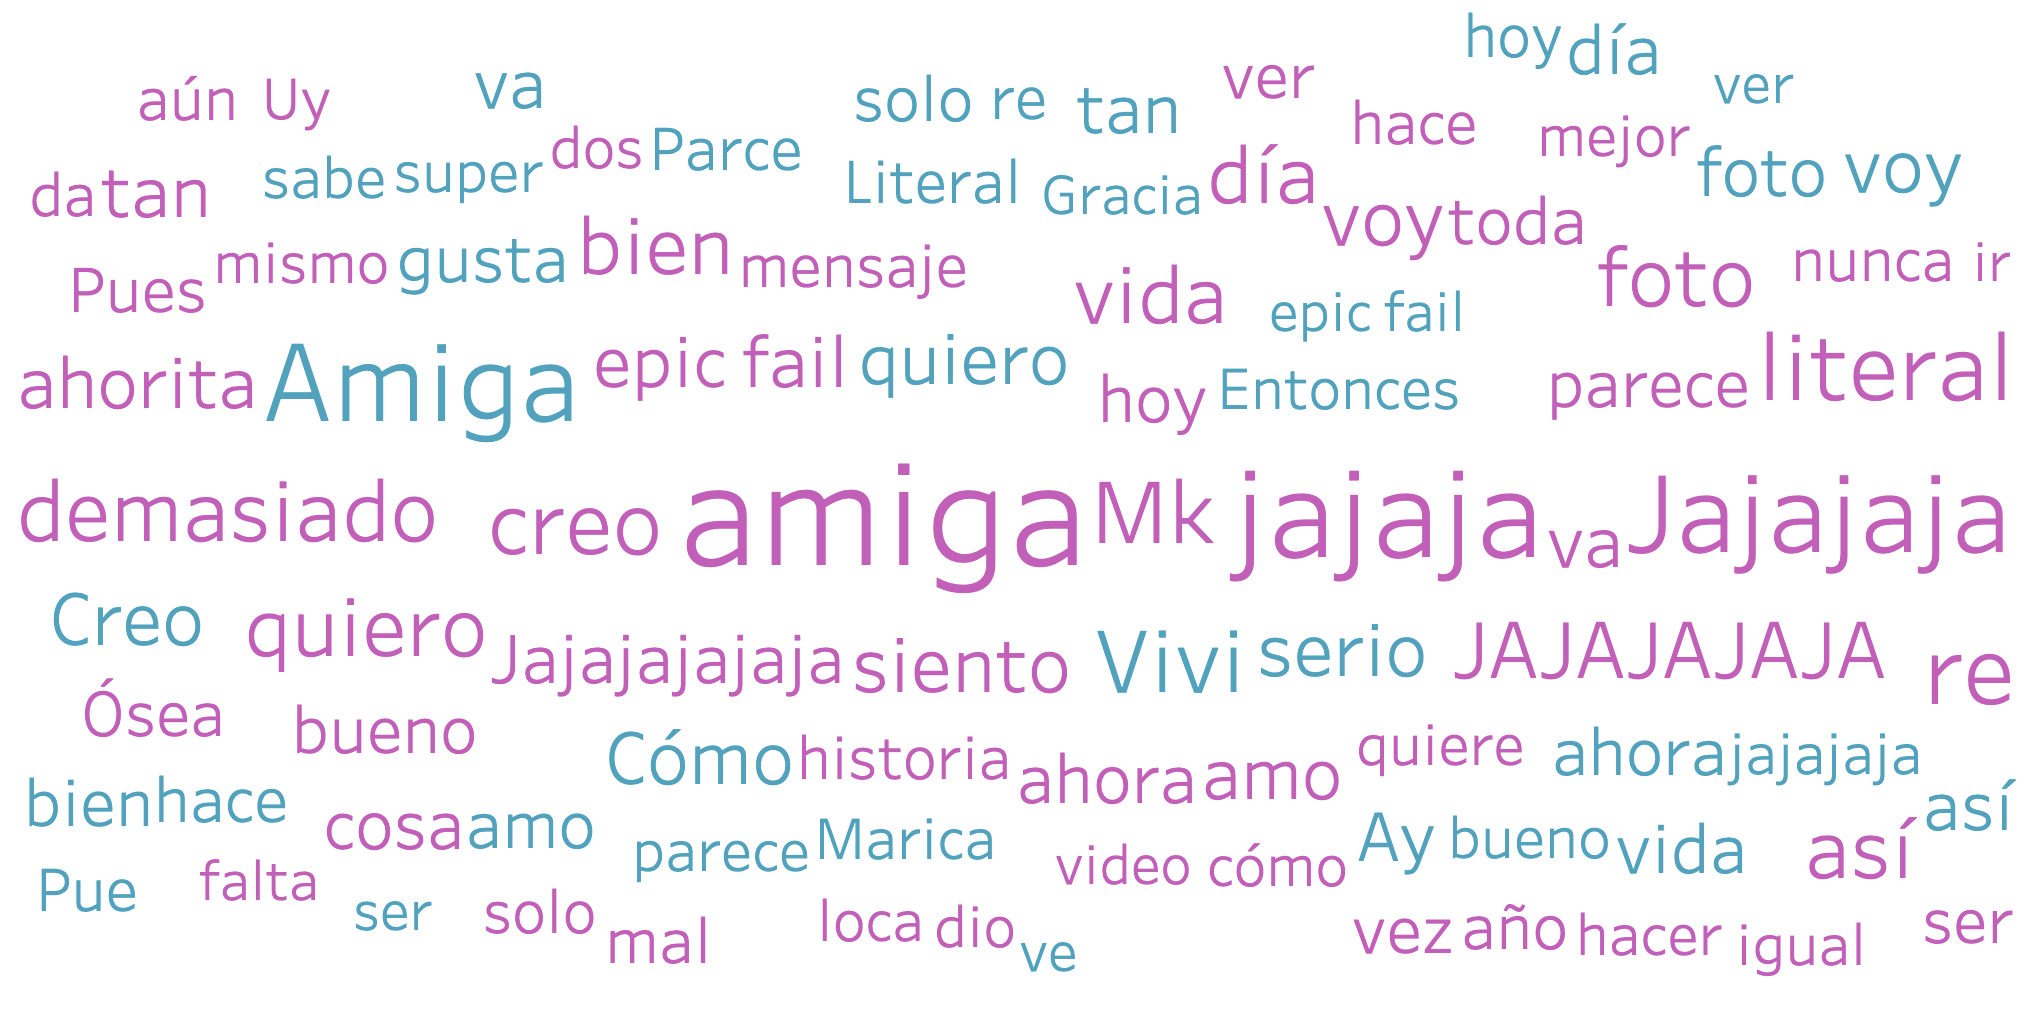 hoy día
aún Uy va solo re tan ver hace mejor ver
da tan sabe super dos Parce Literal Gracia día voy toda foto voy
Pues mismo gusta bien mensaje vida epic fail foto nunca ir
ahorita Amiga epic fail quiero hoy Entonces parece literal
demasiado creo amiga Mk jajaja va Jajajaja
Creo quiero Jajajajajaja siento Vivi serio JAJAJAJAJA re
Ósea bueno Cómo historia ahora amo quiere ahora jajajaja
bien hace cosa amo parece Marica video cómo Ay bueno vida así así
Pue falta ser solo mal loca dio ve vez año hacer igual ser